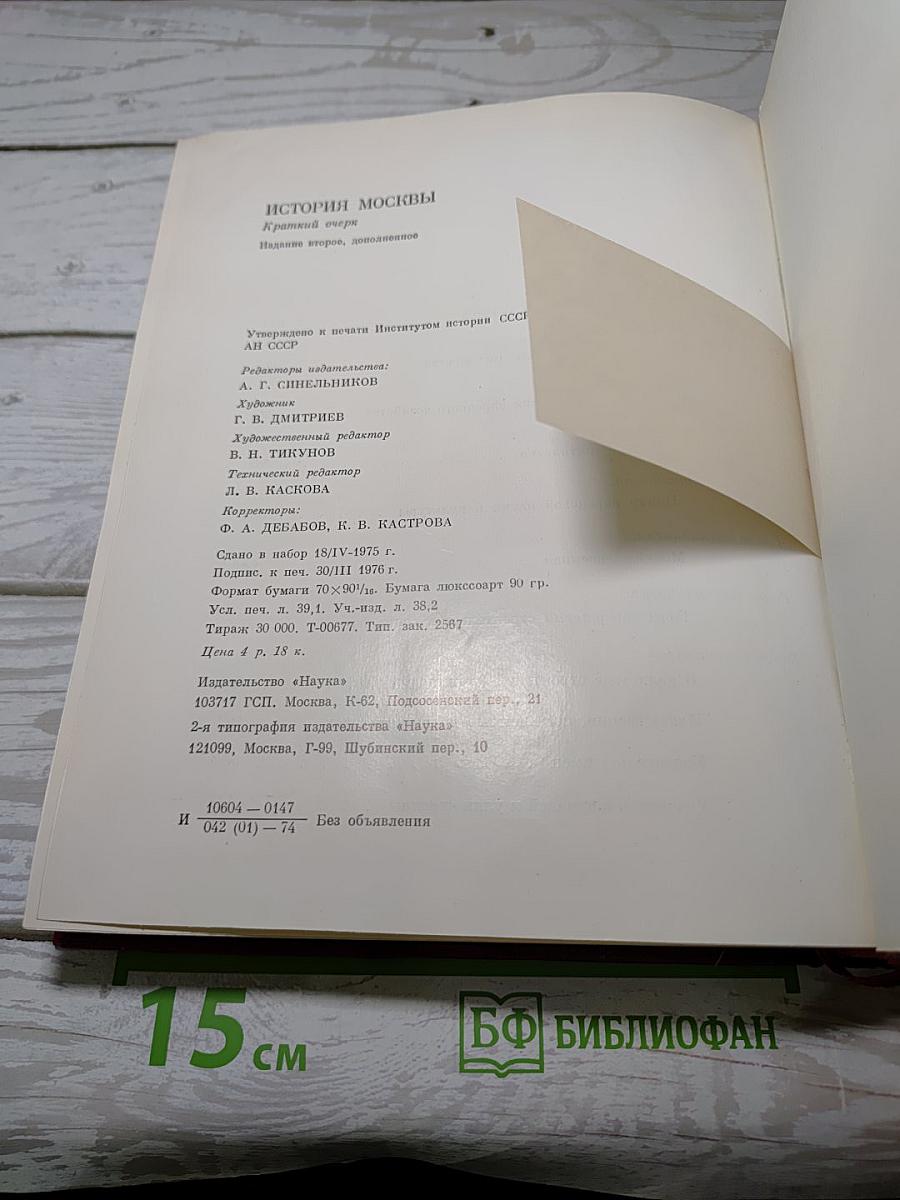 ИСТОРИЯ МОСКВЫ
Краткий очерк
Издание второе, дополненное
Утверждено к печати Институтом истории СССР
АН СССР
Редакторы издательства:
А. Г. СИНЕЛЬНИКОВ
Художник
Г. В. ДМИТРИЕВ
Художественный редактор
В. Н. ТИКУНОВ
Технический редактор
Л. В. КАСКОВА
Корректоры:
Ф. А. ДЕБАБОВ, К. В. КАСТРОВА
Сдано в набор 18/IV-1975 г.
Подпис. к печ. 30/III 1976 г.
Формат бумаги 70×90¹/₁₆. Бумага люкссоарт 90 гр.
Усл. печ. л. 39,1. Уч.-изд. л. 38,2
Тираж 30 000. Т-00677. Тип. зак. 2567
Цена 4 р. 18 к.
Издательство «Наука»
103717 ГСП. Москва, К-62, Подсосенский пер., 21
2-я типография издательства «Наука»
121099, Москва, Г-99, Шубинский пер., 10
10604 — 0147
И Без объявления
042 (01) — 74
15 см
БФ БИБЛИОФАН